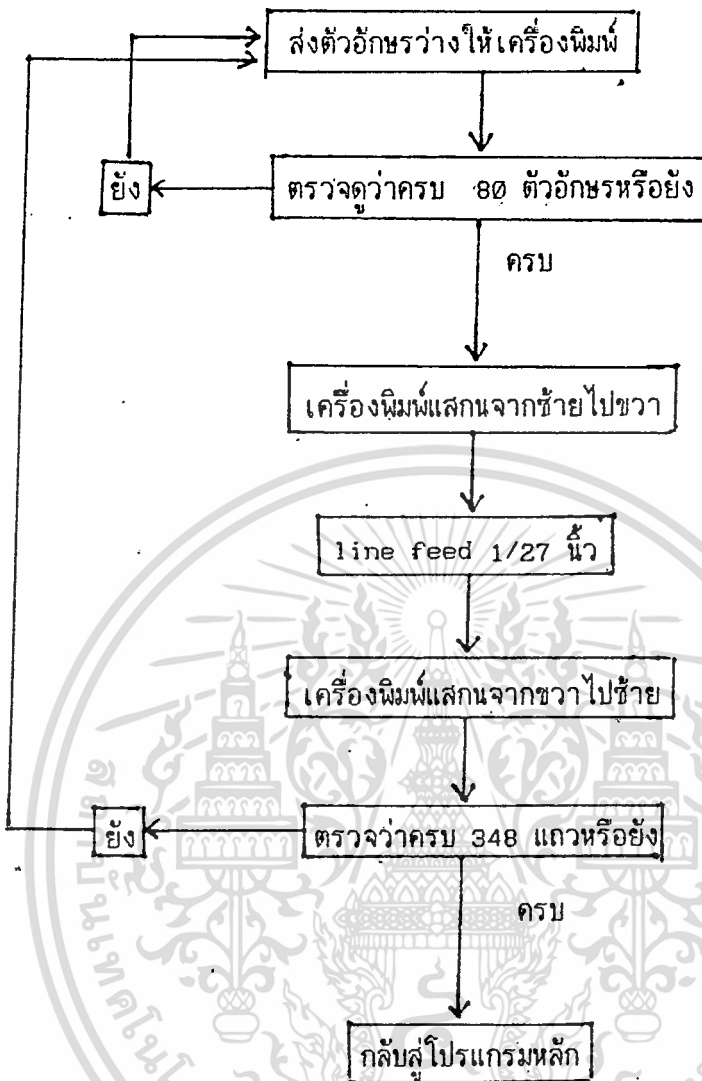 ส่งตัวอักษรว่างให้เครื่องพิมพ์
ยัง
ตรวจดูว่าครบ 80 ตัวอักษรหรือยัง
ครบ
เครื่องพิมพ์แสกนจากซ้ายไปขวา
line feed 1/27 นิ้ว
เครื่องพิมพ์แสกนจากขวาไปซ้าย
ยัง
ตรวจว่าครบ 348 แถวหรือยัง
ครบ
กลับสู่โปรแกรมหลัก